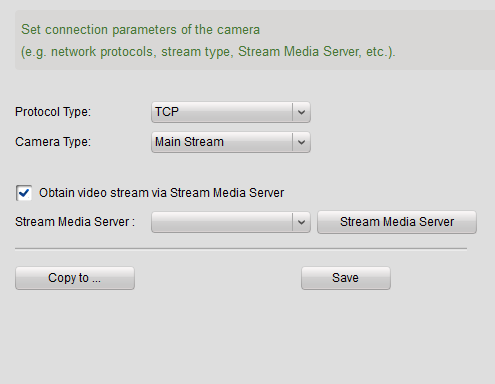 Set connection parameters of the camera
(e.g. network protocols, stream type, Stream Media Server, etc.).
Protocol Type: TCP
Camera Type: Main Stream
Obtain video stream via Stream Media Server
Stream Media Server : Stream Media Server
Copy to ... Save